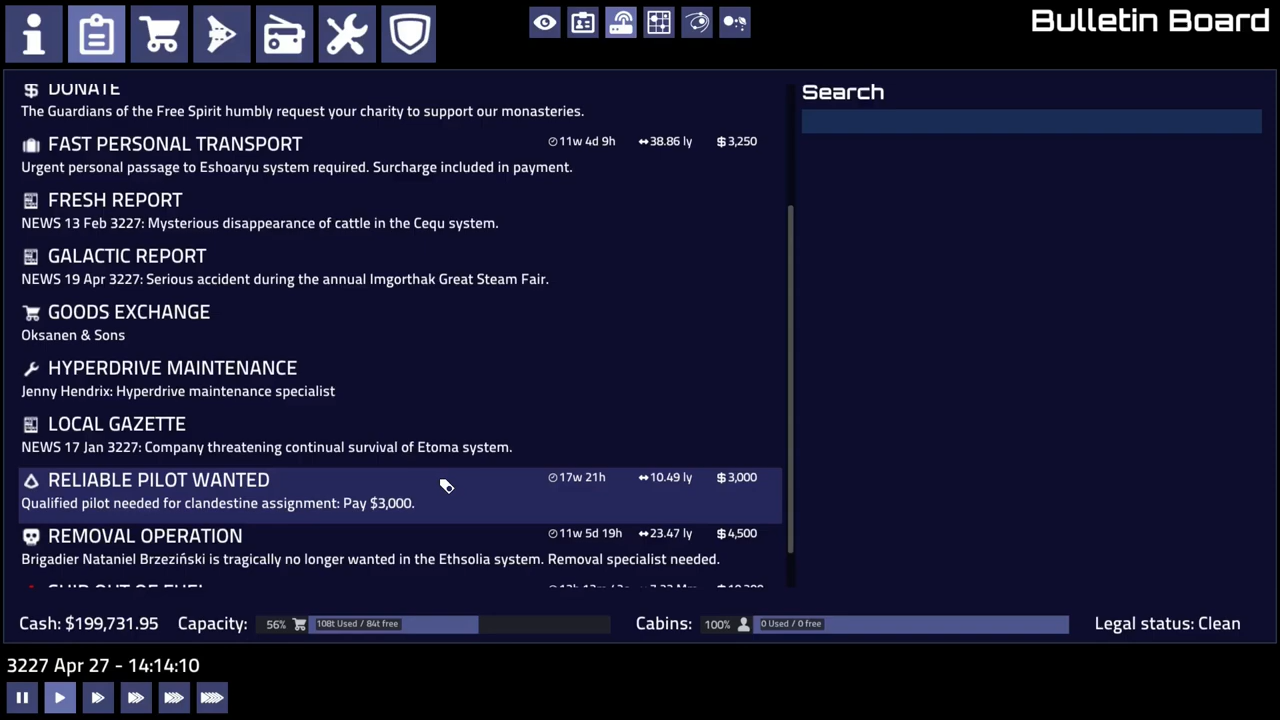 Bulletin Board
DONATE
The Guardians of the Free Spirit humbly request your charity to support our monasteries.
FAST PERSONAL TRANSPORT 11w 4d 9h 38.86 ly $3,250
Urgent personal passage to Eshoaryu system required. Surcharge included in payment.
FRESH REPORT
NEWS 13 Feb 3227: Mysterious disappearance of cattle in the Cequ system.
GALACTIC REPORT
NEWS 19 Apr 3227: Serious accident during the annual Imgorthak Great Steam Fair.
GOODS EXCHANGE
Oksanen & Sons
HYPERDRIVE MAINTENANCE
Jenny Hendrix: Hyperdrive maintenance specialist
LOCAL GAZETTE
NEWS 17 Jan 3227: Company threatening continual survival of Etoma system.
RELIABLE PILOT WANTED 17w 21h 10.49 ly $3,000
Qualified pilot needed for clandestine assignment: Pay $3,000.
REMOVAL OPERATION 11w 5d 19h 23.47 ly $4,500
Brigadier Nataniel Brzeziński is tragically no longer wanted in the Ethsolia system. Removal specialist needed.
SHIP OUT OF FUEL
Search
Cash: $199,731.95 Capacity: 56% 108t Used / 84t free Cabins: 100% 0 Used / 0 free Legal status: Clean
3227 Apr 27 - 14:14:10